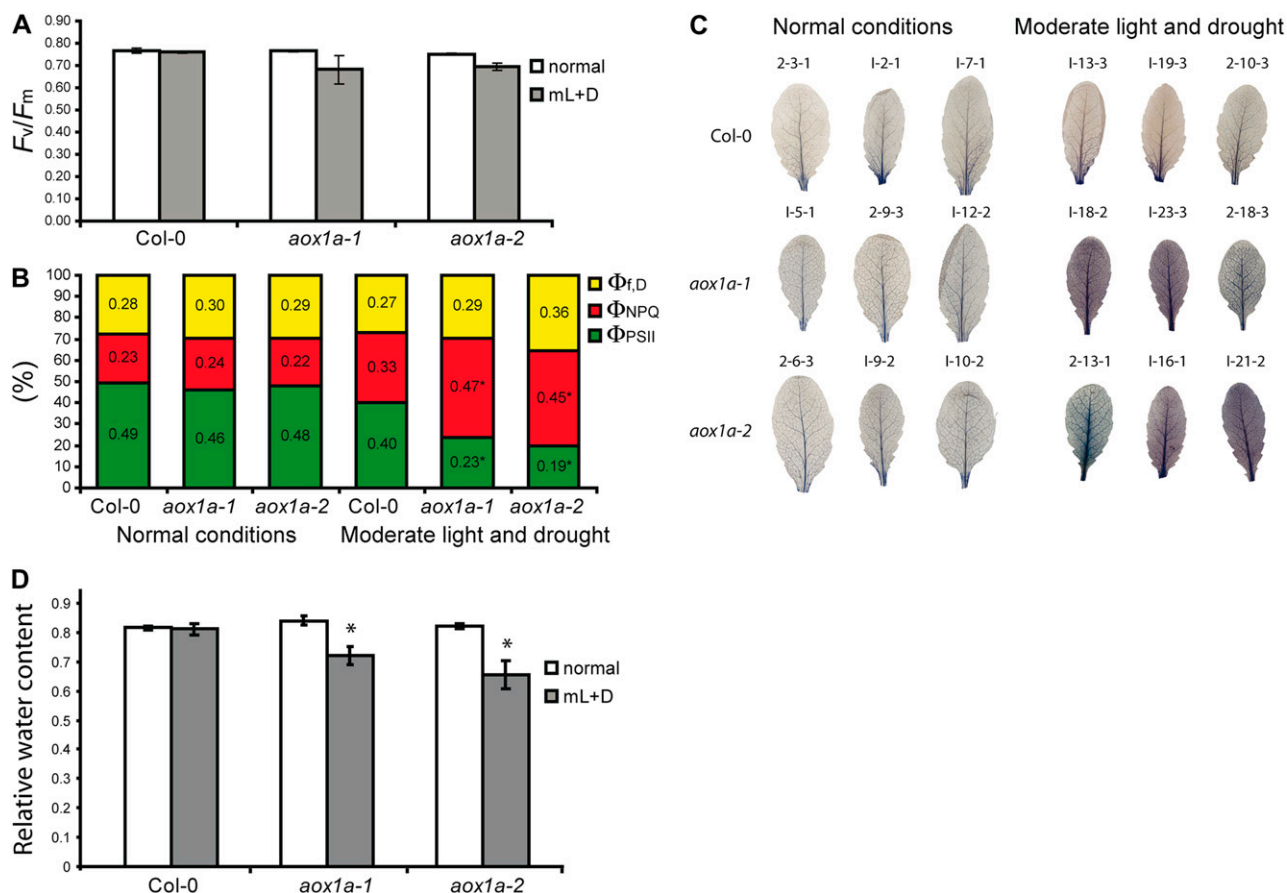 A
0.90
0.80
0.70
0.60
0.50
0.40
0.30
0.20
0.10
0.00
Fv/Fm
normal
mL+D
Col-0 aox1a-1 aox1a-2
B
100
90
80
70
60
50
40
30
20
10
0
(%)
0.28 0.30 0.29 0.27 0.29 0.36
0.23 0.24 0.22 0.33 0.47* 0.45*
0.49 0.46 0.48 0.40 0.23* 0.19*
Φf,D
ΦNPQ
ΦPSII
Col-0 aox1a-1 aox1a-2 Col-0 aox1a-1 aox1a-2
Normal conditions Moderate light and drought
C
Normal conditions Moderate light and drought
2-3-1 I-2-1 I-7-1 I-13-3 I-19-3 2-10-3
Col-0
I-5-1 2-9-3 I-12-2 I-18-2 I-23-3 2-18-3
aox1a-1
2-6-3 I-9-2 I-10-2 2-13-1 I-16-1 I-21-2
aox1a-2
D
0.9
0.8
0.7
0.6
0.5
0.4
0.3
0.2
0.1
0
Relative water content
* *
normal
mL+D
Col-0 aox1a-1 aox1a-2